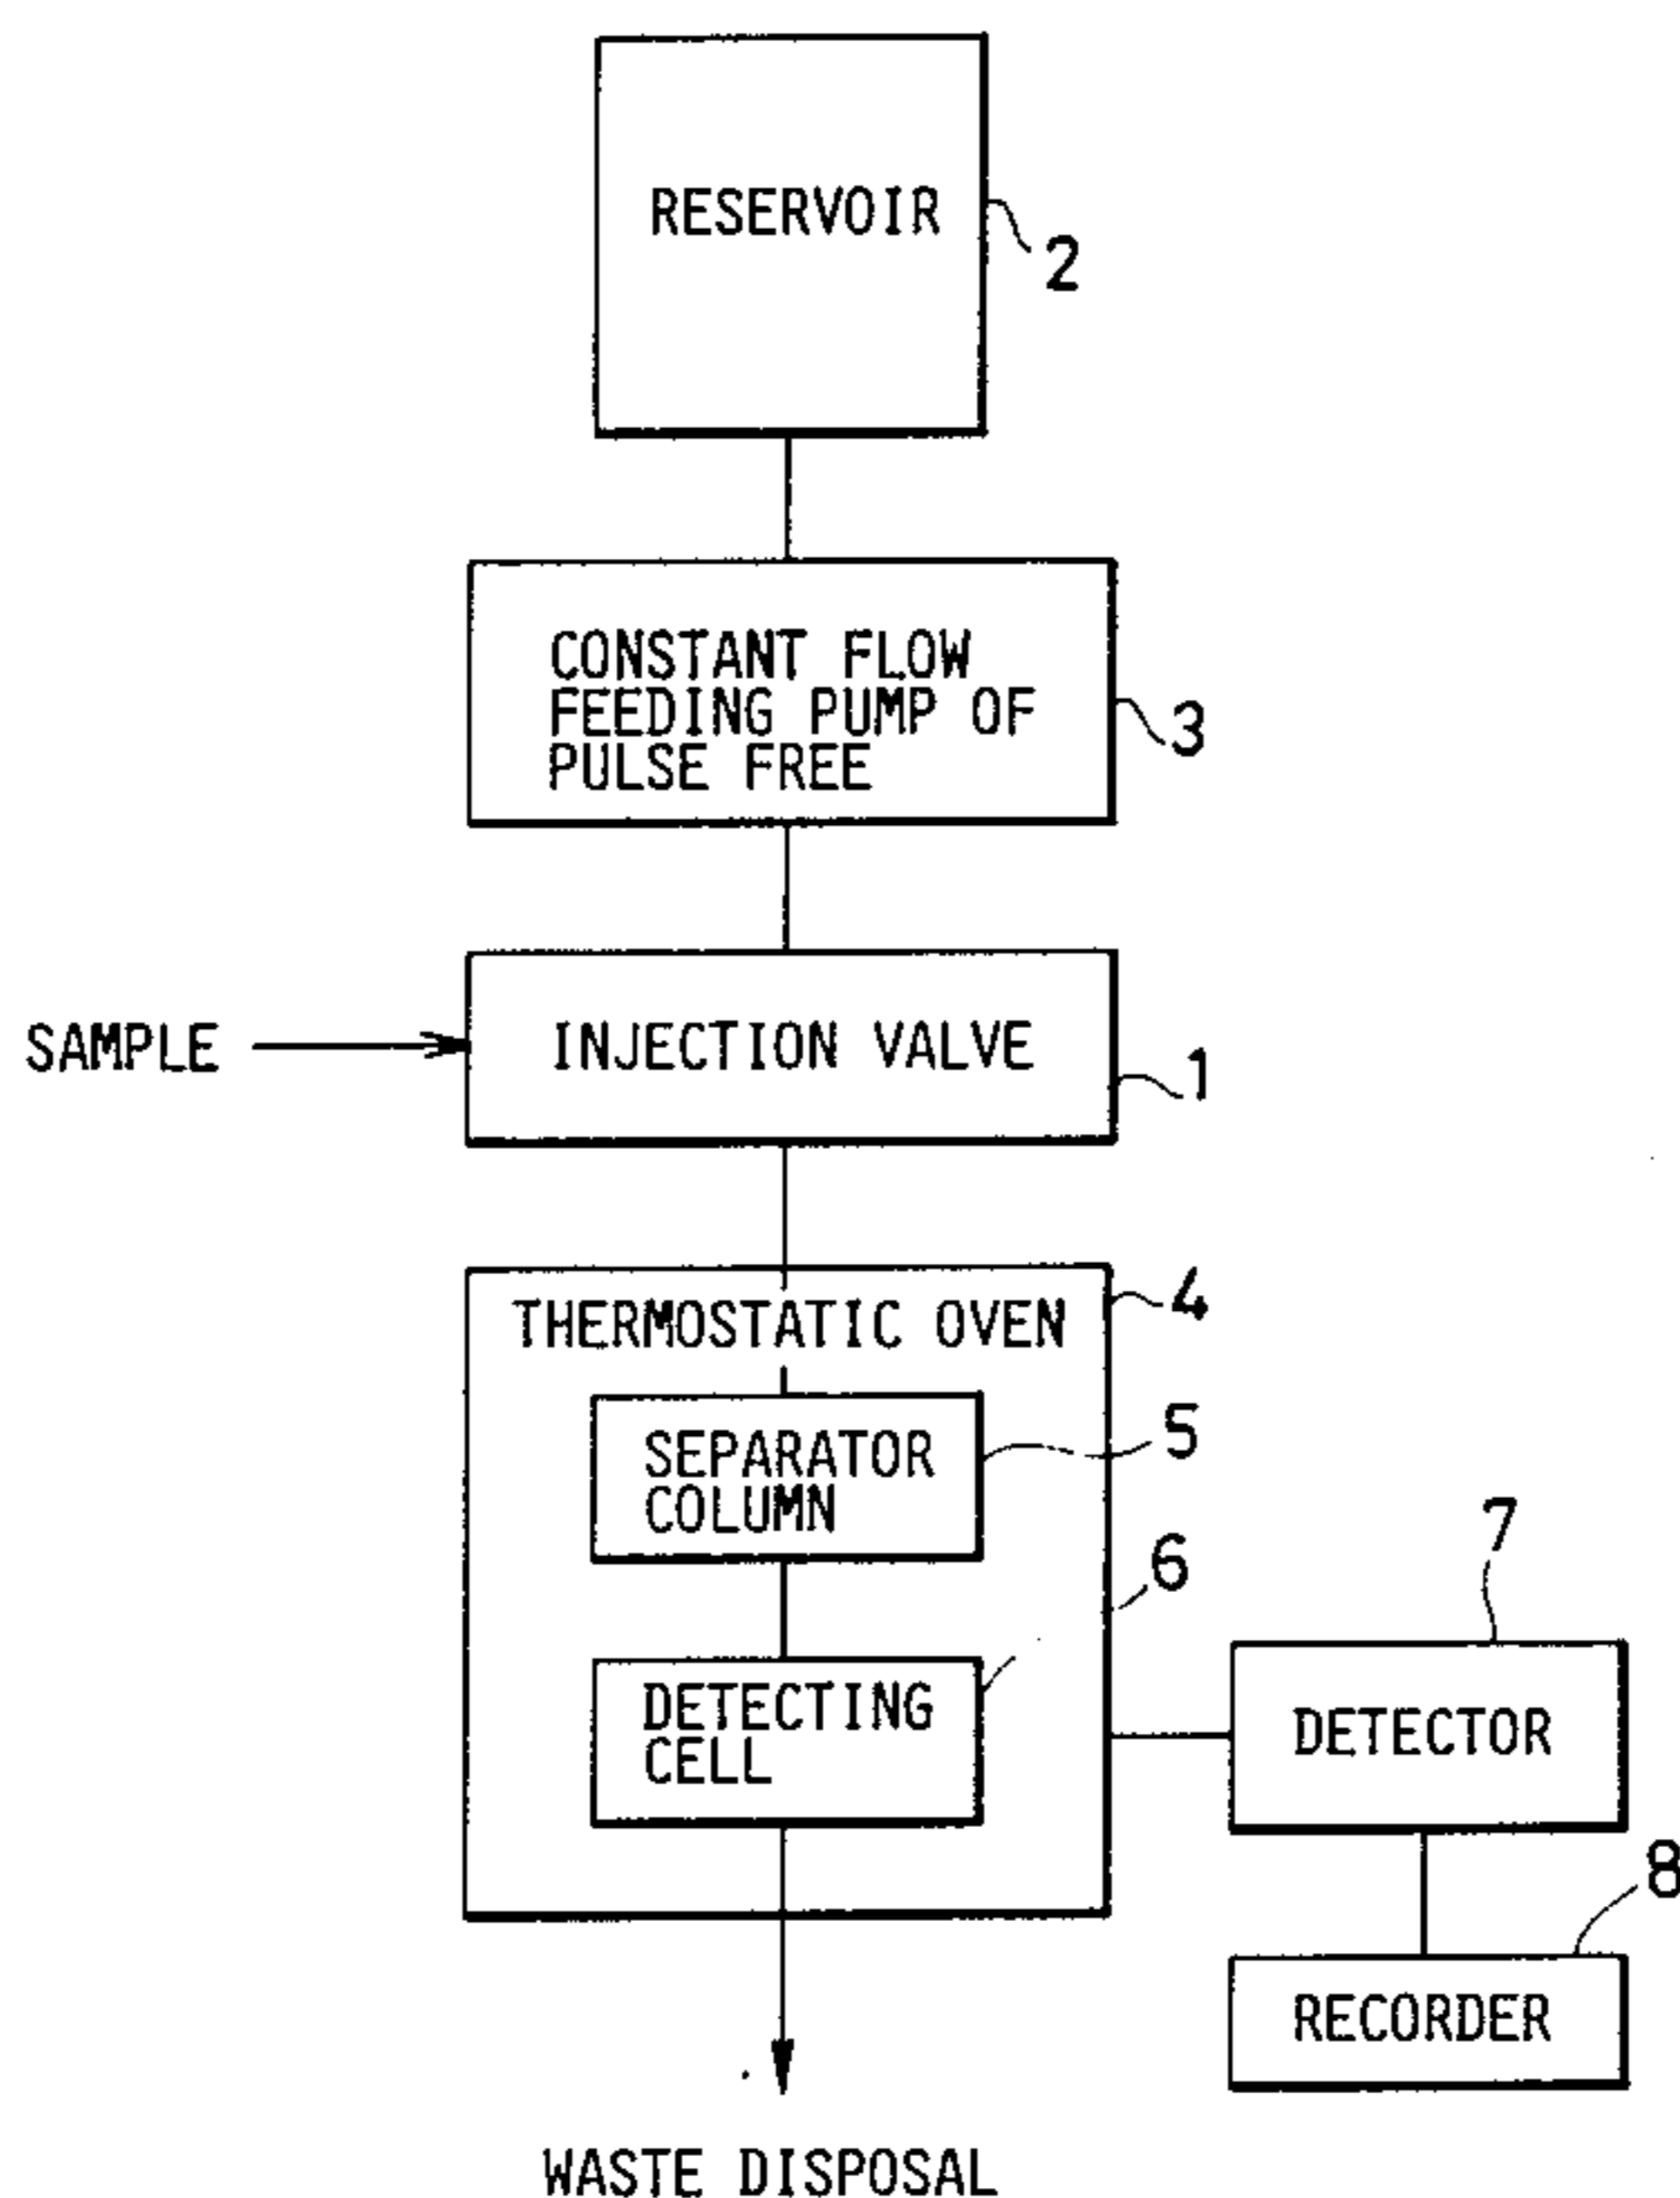 RESERVOIR
2
CONSTANT FLOW
FEEDING PUMP OF
PULSE FREE
3
SAMPLE
INJECTION VALVE
1
THERMOSTATIC OVEN
4
SEPARATOR
COLUMN
5
6
7
DETECTING
CELL
DETECTOR
8
RECORDER
WASTE DISPOSAL